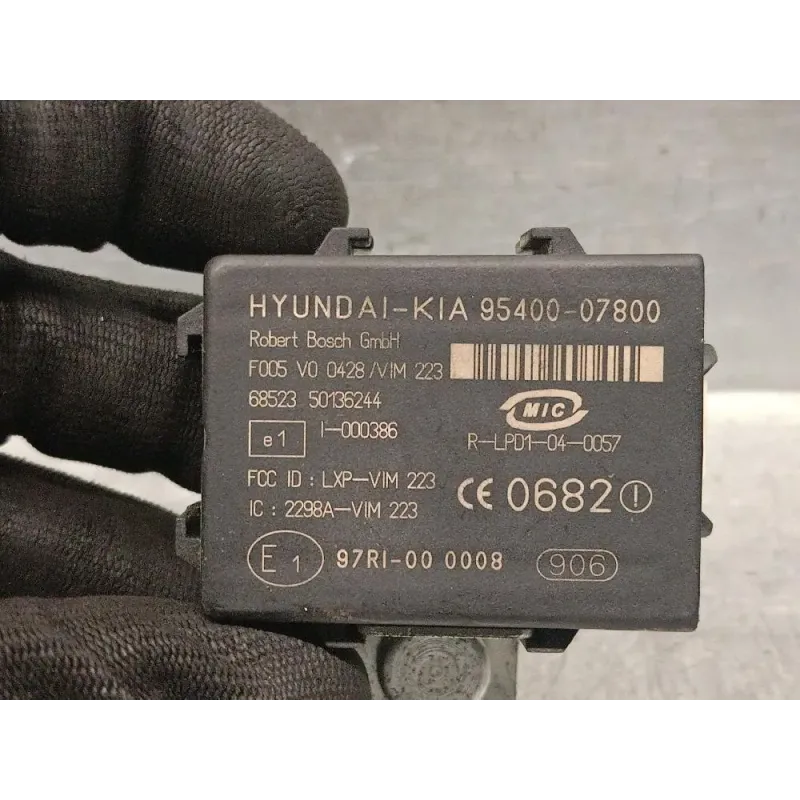 HYUNDAI-KIA 95400-07800
Robert Bosch GmbH
F005 V0 0428/VIM 223
68523 50136244
MIC
e1 I-000386
R-LPD1-04-0057
FCC ID : LXP-VIM 223
CE 0682
IC : 2298A-VIM 223
E1 97RI-00 0008 906